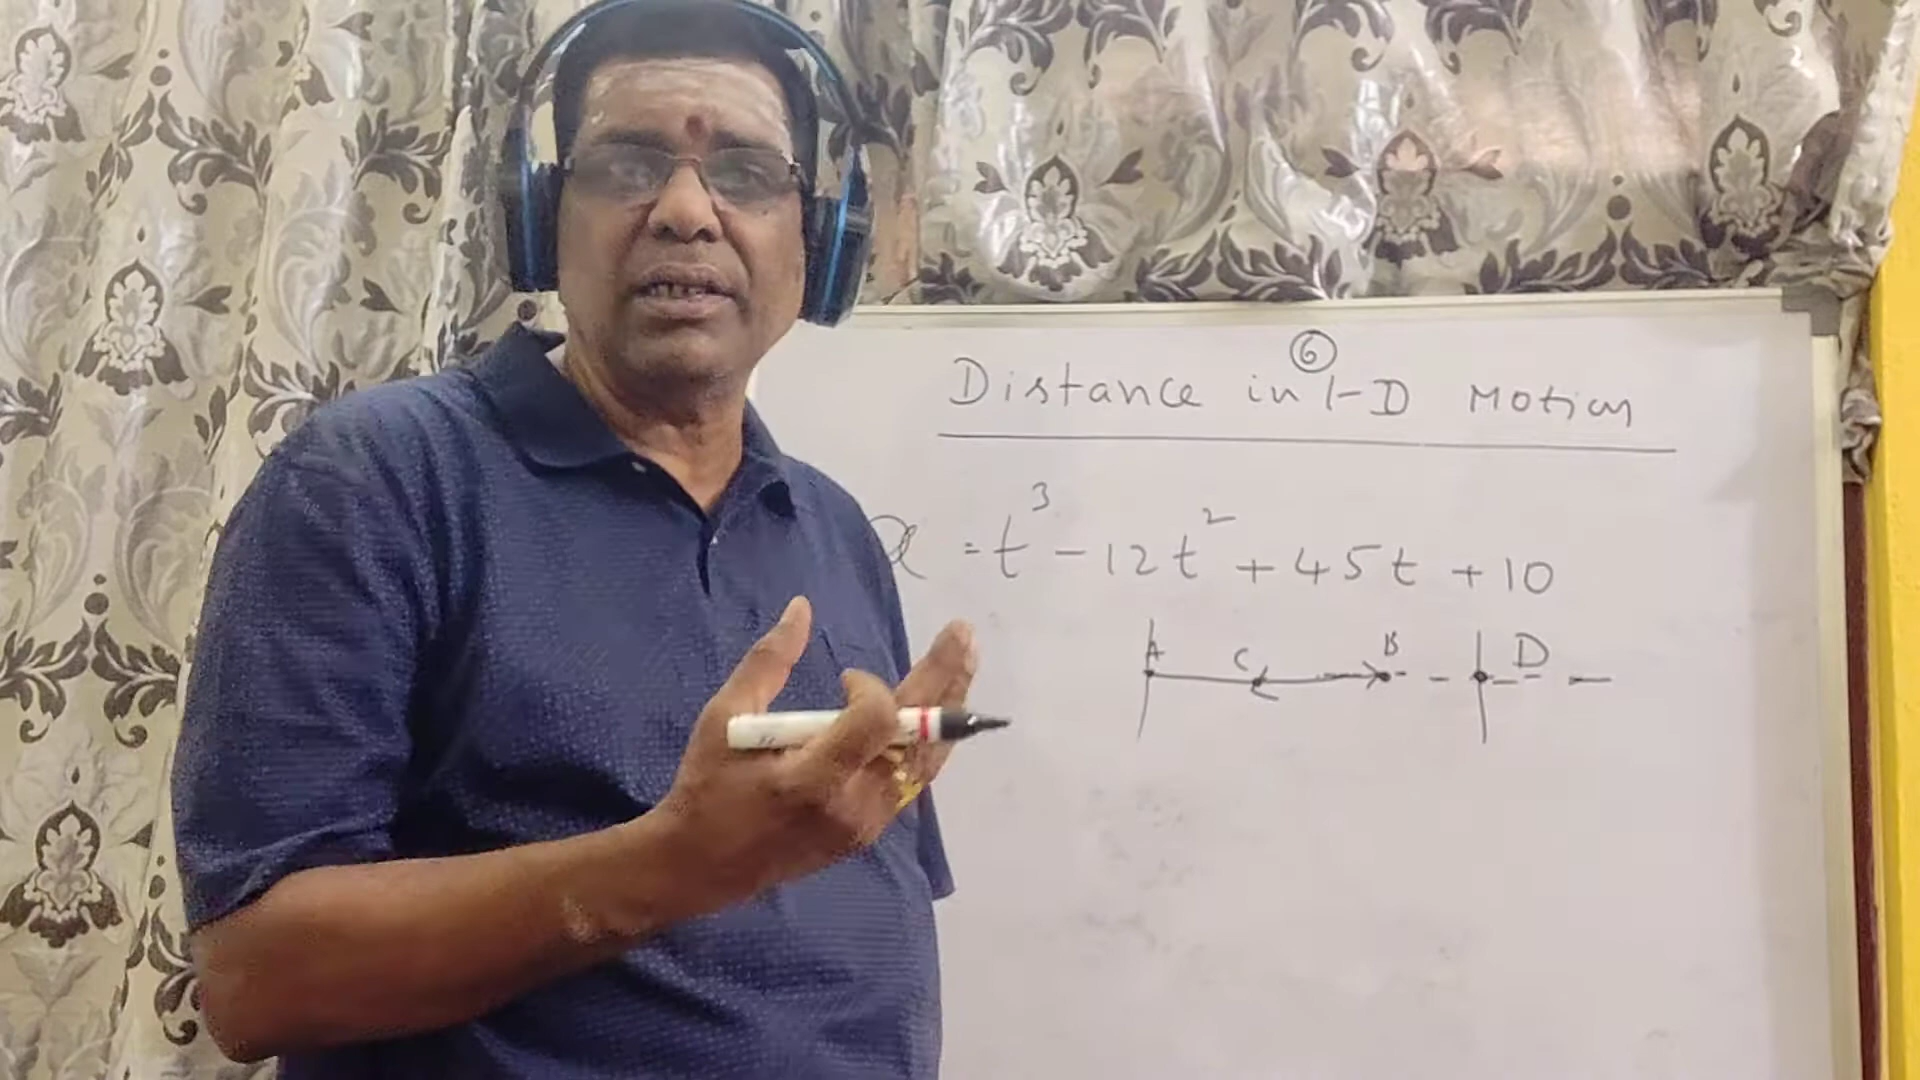 6
Distance in 1-D Motion
x = t³ - 12t² + 45t + 10
A C B D